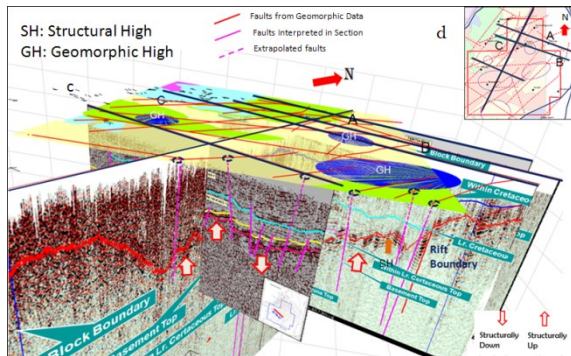 SH: Structural High
GH: Geomorphic High
Faults from Geomorphic Data
Faults Interpreted in Section
Extrapolated faults
d
N
A
C
B
N
C
C
A
GH
GH
B
GH
Block Boundary
Within Cretaceo
Lr. Cretaceous
SH
Rift
Boundary
Within Lr. Certaceous Top
Basement Top
Block Boundary
Basement Top
Lr. Certaceous Top
Structurally
Down
Structurally
Up